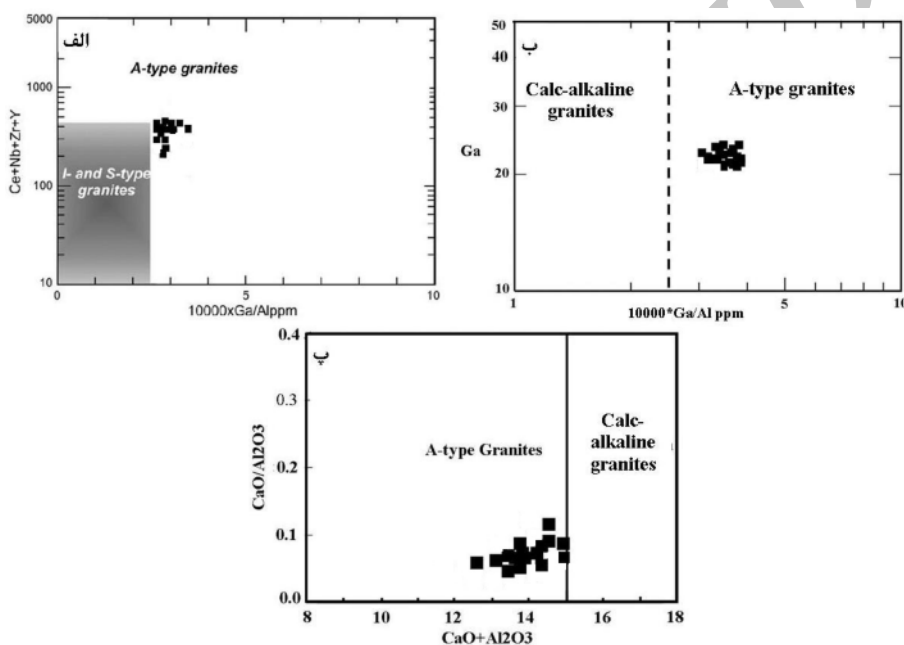 الف
A-type granites
I- and S-type
granites
Ce+Nb+Zr+Y
5000
1000
100
10
0
5
10
10000xGa/Alppm
ب
Calc-alkaline
granites
A-type granites
Ga
50
40
30
20
10
1
5
10
10000*Ga/Al ppm
پ
A-type Granites
Calc-
alkaline
granites
CaO/Al2O3
0.4
0.3
0.2
0.1
0.0
8
10
12
14
16
18
CaO+Al2O3